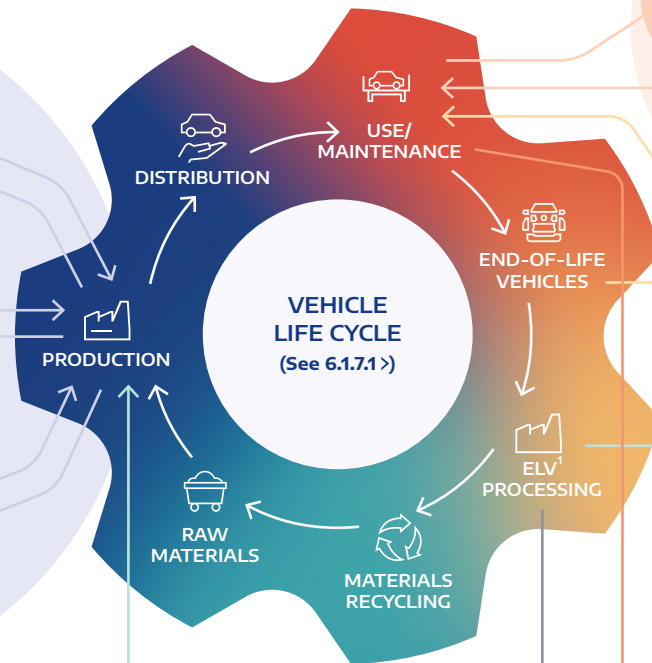 USE/
MAINTENANCE
DISTRIBUTION
END-OF-LIFE
VEHICLES
VEHICLE
LIFE CYCLE
(See 6.1.7.1 >)
PRODUCTION
ELV¹
PROCESSING
RAW
MATERIALS
MATERIALS
RECYCLING